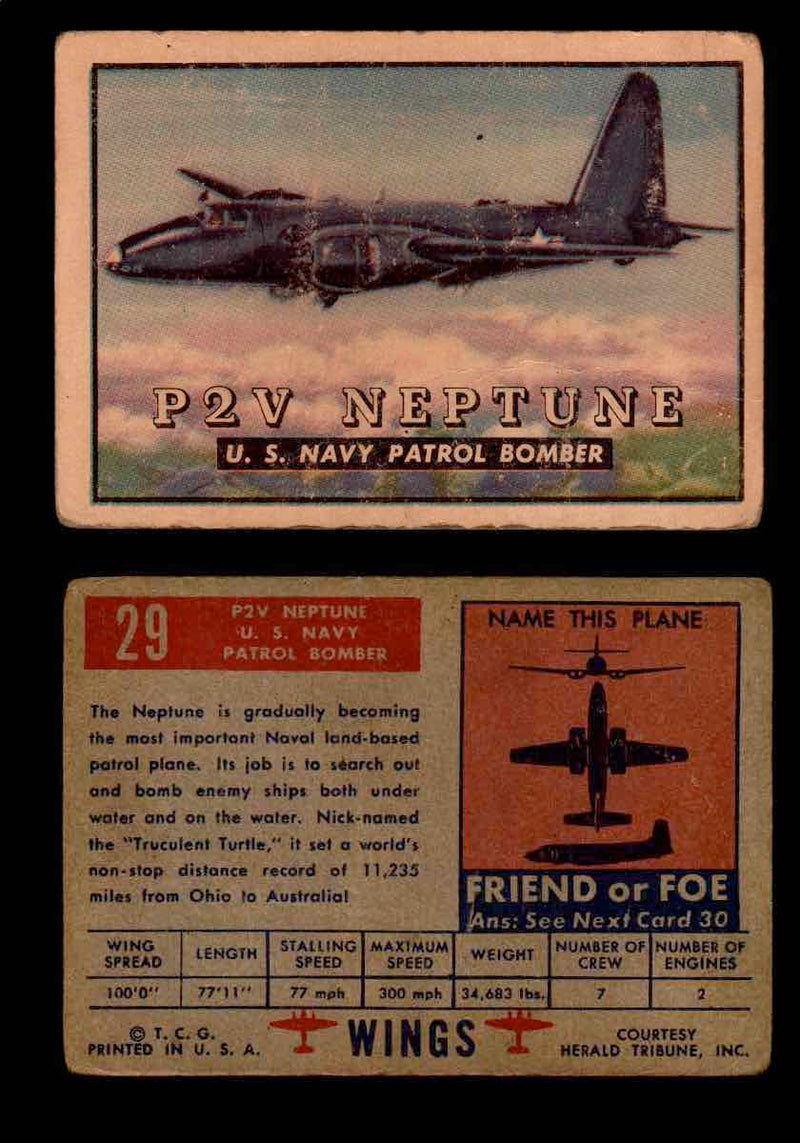 P2V NEPTUNE
U. S. NAVY PATROL BOMBER
29
P2V NEPTUNE
U. S. NAVY
PATROL BOMBER
The Neptune is gradually becoming
the most important Naval land-based
patrol plane. Its job is to search out
and bomb enemy ships both under
water and on the water. Nick-named
the "Truculent Turtle," it set a world's
non-stop distance record of 11,235
miles from Ohio to Australia!
NAME THIS PLANE
FRIEND or FOE
Ans: See Next Card 30
WING SPREAD LENGTH STALLING SPEED MAXIMUM SPEED WEIGHT NUMBER OF CREW NUMBER OF ENGINES
100'0" 77'11" 77 mph 300 mph 34,683 lbs. 7 2
© T. C. G.
PRINTED IN U. S. A.
WINGS
COURTESY
HERALD TRIBUNE, INC.